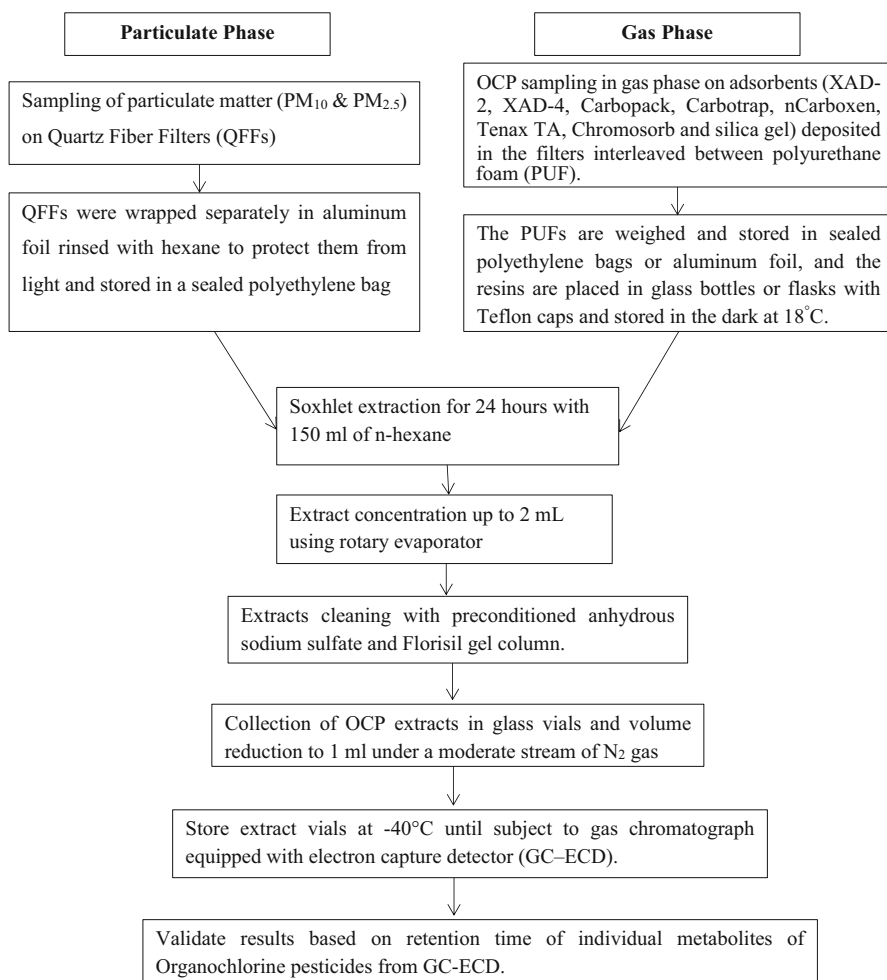 Particulate Phase
Sampling of particulate matter (PM10 & PM2.5)
on Quartz Fiber Filters (QFFs)
QFFs were wrapped separately in aluminum
foil rinsed with hexane to protect them from
light and stored in a sealed polyethylene bag
Gas Phase
OCP sampling in gas phase on adsorbents (XAD-
2, XAD-4, Carbopack, Carbotrap, nCarboxen,
Tenax TA, Chromosorb and silica gel) deposited
in the filters interleaved between polyurethane
foam (PUF).
The PUFs are weighed and stored in sealed
polyethylene bags or aluminum foil, and the
resins are placed in glass bottles or flasks with
Teflon caps and stored in the dark at 18°C.
Soxhlet extraction for 24 hours with
150 ml of n-hexane
Extract concentration up to 2 mL
using rotary evaporator
Extracts cleaning with preconditioned anhydrous
sodium sulfate and Florisil gel column.
Collection of OCP extracts in glass vials and volume
reduction to 1 ml under a moderate stream of N2 gas
Store extract vials at -40°C until subject to gas chromatograph
equipped with electron capture detector (GC–ECD).
Validate results based on retention time of individual metabolites of
Organochlorine pesticides from GC-ECD.